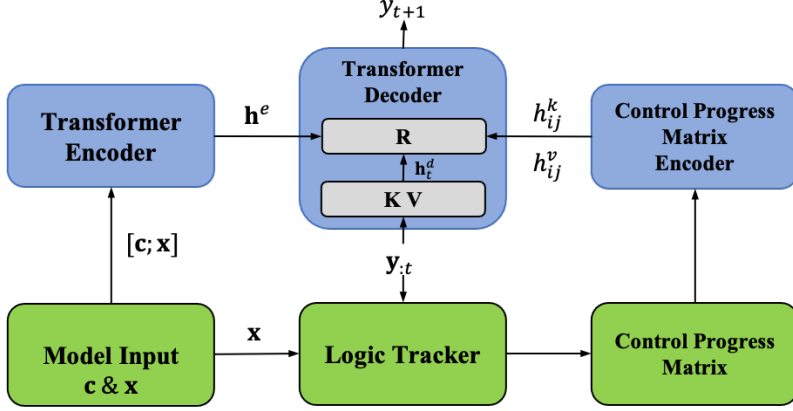 y_{t+1}
Transformer
Decoder
Transformer
Encoder
h^e
R
h_t^d
K V
h_{ij}^k
h_{ij}^v
Control Progress
Matrix
Encoder
[c; x]
y_{:t}
Model Input
c & x
x
Logic Tracker
Control Progress
Matrix